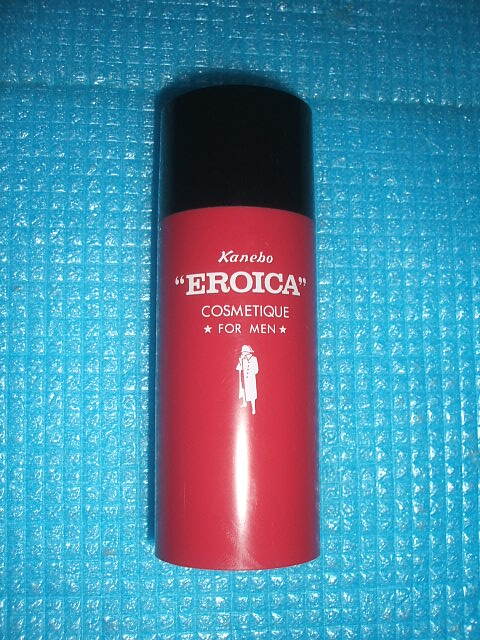 Kanebo
"EROICA"
COSMETIQUE
★ FOR MEN ★